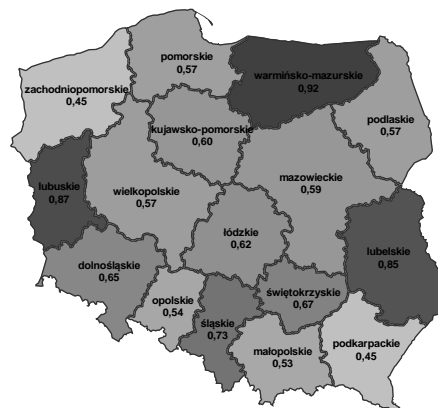 pomorskie
0,57
warmińsko-mazurskie
0,92
zachodniopomorskie
0,45
podlaskie
0,57
kujawsko-pomorskie
0,60
mazowieckie
0,59
lubuskie
0,87
wielkopolskie
0,57
łódzkie
0,62
lubelskie
0,85
dolnośląskie
0,65
świętokrzyskie
0,67
opolskie
0,54
śląskie
0,73
małopolskie
0,53
podkarpackie
0,45